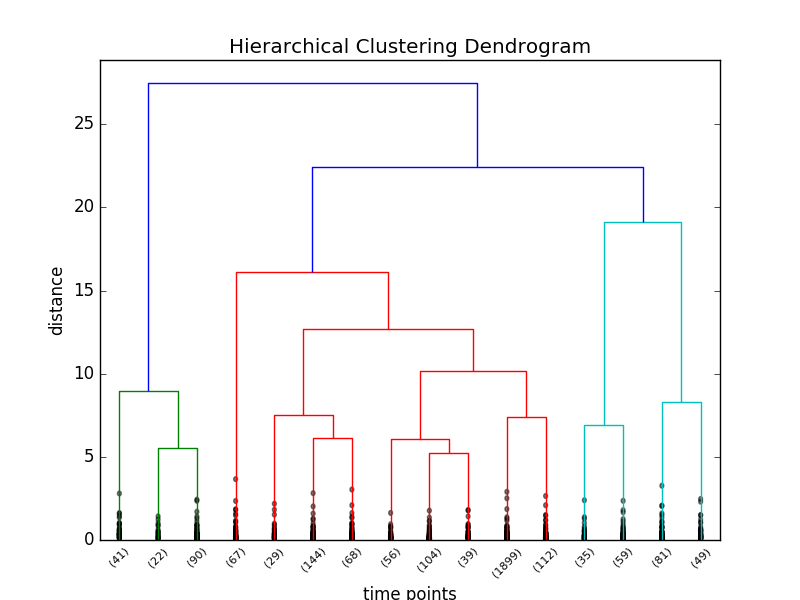 Hierarchical Clustering Dendrogram
25
20
15
10
5
0
distance
(41) (22) (90) (67) (29) (144) (68) (56) (104) (39) (1899) (112) (35) (59) (81) (49)
time points